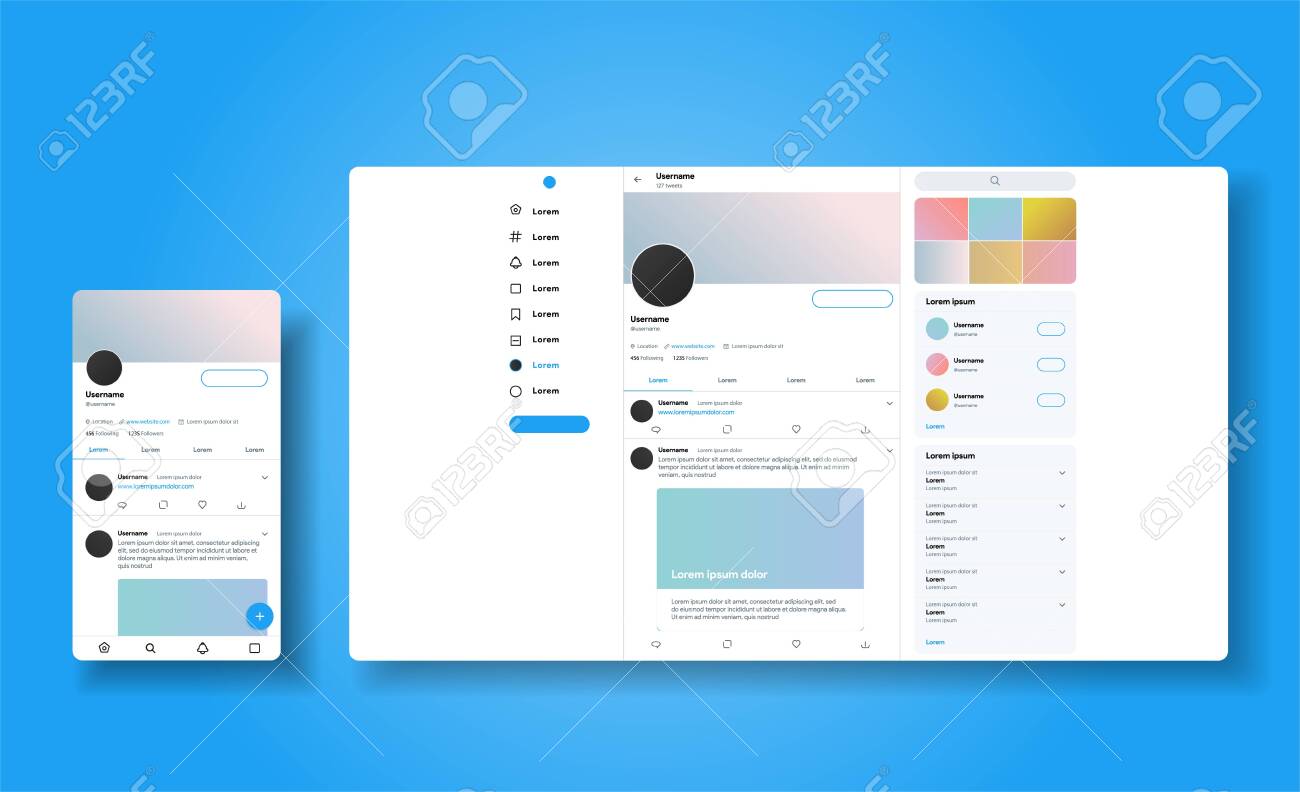 123RF
123RF
123RF
123RF
123RF
123RF
Username
@username
Location www.website.com Lorem ipsum dolor sit
456 Following 1235 Followers
Lorem Lorem Lorem Lorem
Username Lorem ipsum dolor
www.loremipsumdolor.com
Username Lorem ipsum dolor
Lorem ipsum dolor sit amet, consectetur
adipiscing elit, sed do eiusmod tempor
incididunt ut labore et dolore
magna aliqua. Ut enim ad minim veniam,
quis nostrud
Lorem
Lorem
Lorem
Lorem
Lorem
Lorem
Lorem
Lorem
Username
127 tweets
Username
@username
Location www.website.com Lorem ipsum dolor sit
456 Following 1235 Followers
Lorem Lorem Lorem Lorem
Username Lorem ipsum dolor
www.loremipsumdolor.com
Username Lorem ipsum dolor
Lorem ipsum dolor sit amet, consectetur adipiscing elit, sed do eiusmod
tempor incididunt ut labore et dolore magna aliqua. Ut enim ad minim veniam,
quis nostrud
Lorem ipsum dolor
Lorem ipsum dolor sit amet, consectetur adipiscing elit, sed do
eiusmod tempor incididunt ut labore et dolore magna aliqua. Ut
enim ad minim veniam, quis nostrud
Lorem ipsum
Username
@username
Username
@username
Username
@username
Lorem
Lorem ipsum
Lorem ipsum dolor sit
Lorem
Lorem ipsum
Lorem ipsum dolor sit
Lorem
Lorem ipsum
Lorem ipsum dolor sit
Lorem
Lorem ipsum
Lorem ipsum dolor sit
Lorem
Lorem ipsum
Lorem ipsum dolor sit
Lorem
Lorem ipsum
Lorem